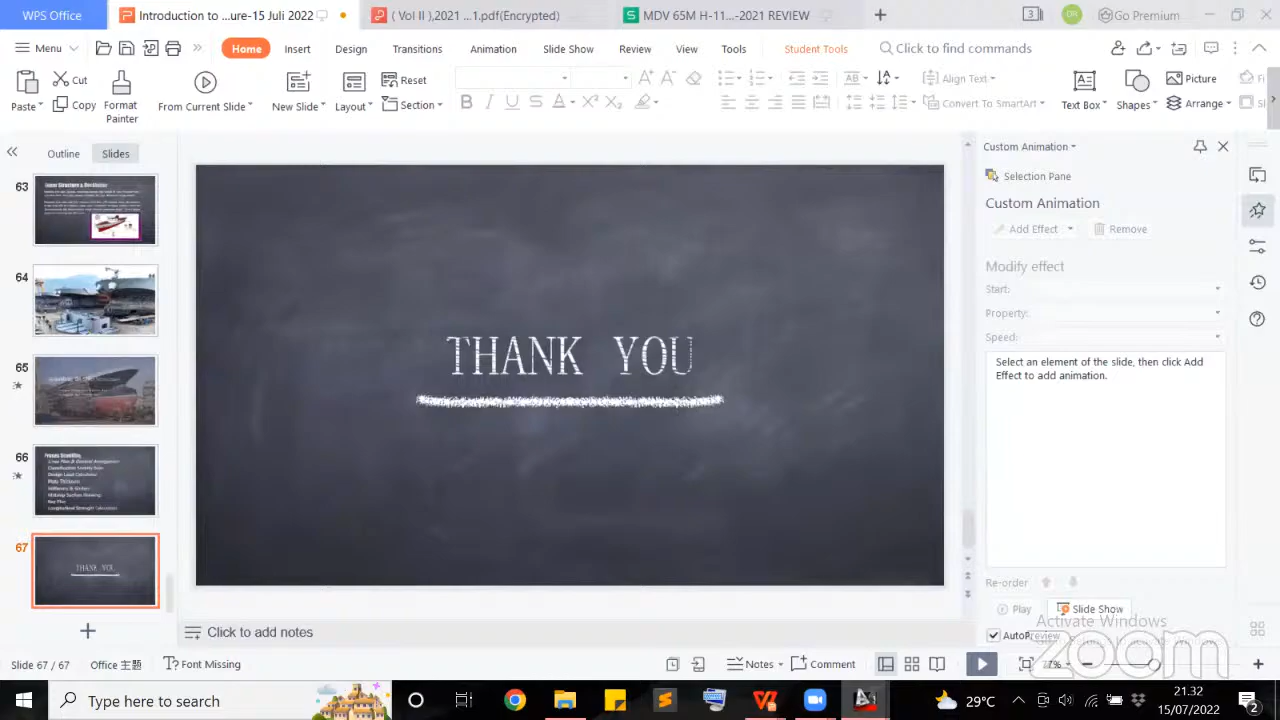 WPS Office
Introduction to ...ure-15 Juli 2022
( Vol II ),2021 ...1.pdf(Encrypted)
MDV 65M H-11...-2021 REVIEW
3
DR
Go Premium
Menu
Home
Insert
Design
Transitions
Animation
Slide Show
Review
View
Tools
Student Tools
Click to find commands
Cut
Copy
Format
Painter
From Current Slide
New Slide
Layout
Reset
Section
Align Text
Convert To SmartArt
Text Box
Shapes
Picture
Arrange
Outline
Slides
63
64
65
66
67
THANK YOU
THANK YOU
Custom Animation
Selection Pane
Custom Animation
Add Effect
Remove
Modify effect
Start:
Property:
Speed:
Select an element of the slide, then click Add
Effect to add animation.
Re-order
Play
Slide Show
Activate Windows
AutoPreview
zoom
Click to add notes
Slide 67 / 67
Office 主题
Font Missing
Notes
Comment
Type here to search
29°C
21.32
15/07/2022
2